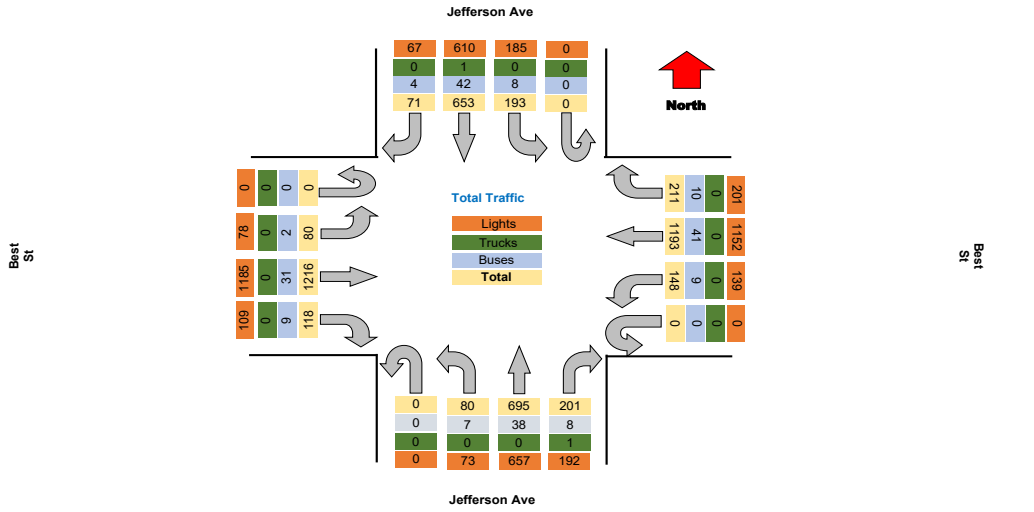 Jefferson Ave
67 610 185 0
0 1 0 0
4 42 8 0
71 653 193 0
North
0 0 0 0
78 0 2 80
1185 0 31 1216
109 0 9 118
Best
St
Total Traffic
Lights
Trucks
Buses
Total
211 10 0 201
1193 41 0 1152
148 9 0 139
0 0 0 0
Best
St
0 80 695 201
0 7 38 8
0 0 0 1
0 73 657 192
Jefferson Ave